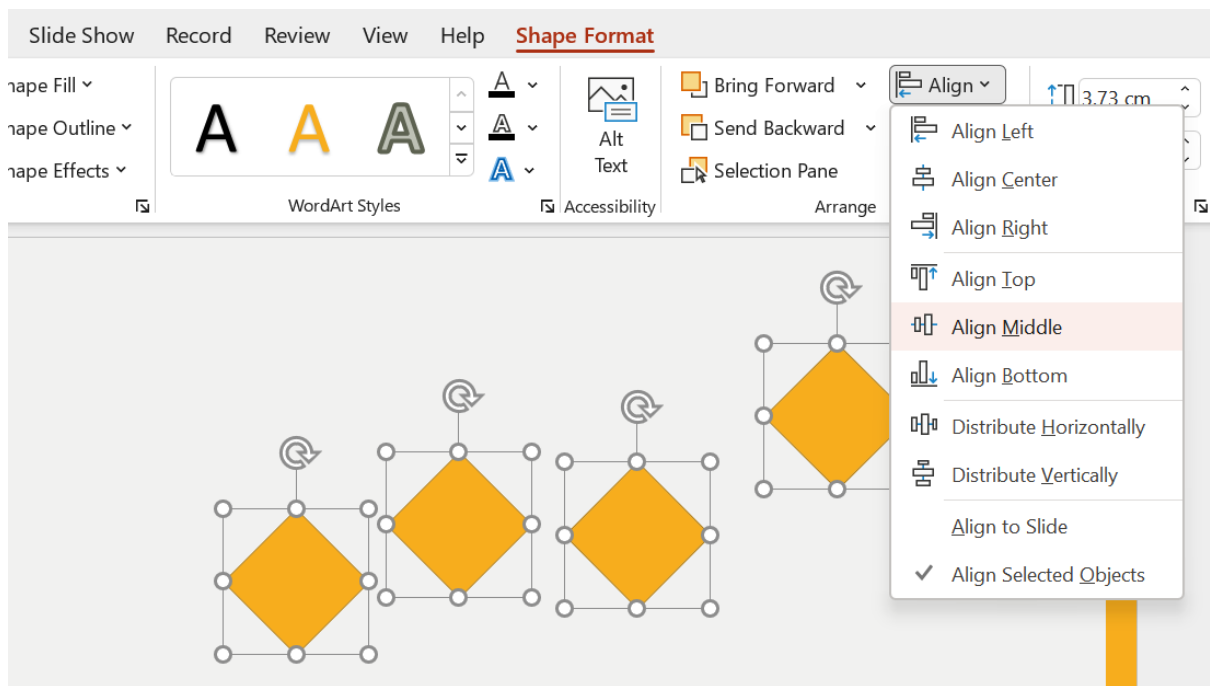 Slide Show Record Review View Help Shape Format
hape Fill
hape Outline
hape Effects
A A A
A
A
A
WordArt Styles
Alt
Text
Accessibility
Bring Forward
Send Backward
Selection Pane
Arrange
Align
3.73 cm
Align Left
Align Center
Align Right
Align Top
Align Middle
Align Bottom
Distribute Horizontally
Distribute Vertically
Align to Slide
Align Selected Objects